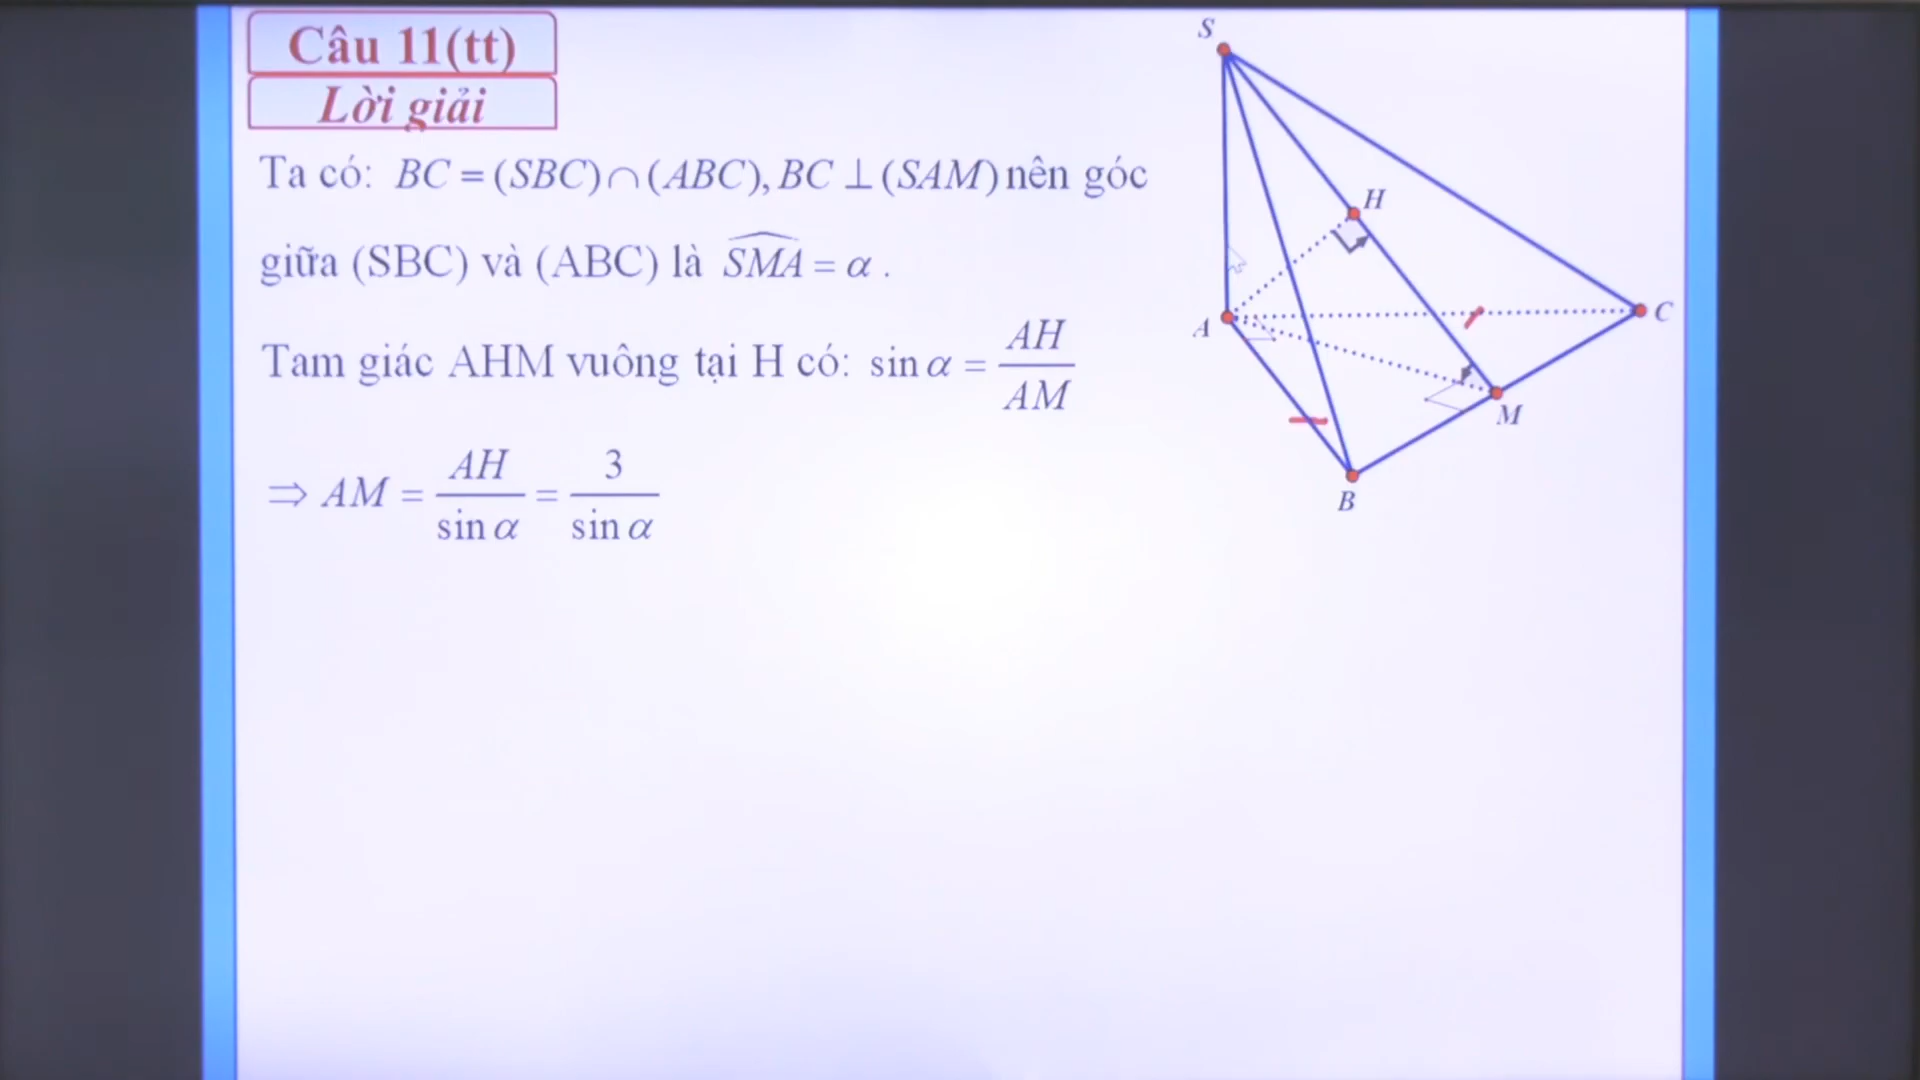 Câu 11(tt)
Lời giải
Ta có: BC = (SBC)∩(ABC), BC ⊥ (SAM) nên góc
giữa (SBC) và (ABC) là \widehat{SMA} = α .
Tam giác AHM vuông tại H có: sin α = AH / AM
⇒ AM = AH / sin α = 3 / sin α
S
H
A
C
M
B